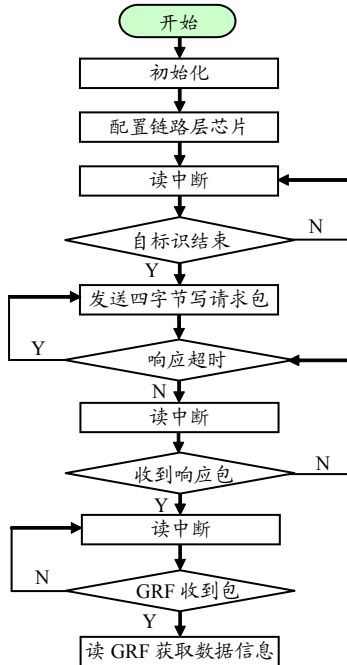 开始
初始化
配置链路层芯片
读中断
自标识结束
N
Y
发送四字节写请求包
响应超时
Y
N
读中断
收到响应包
N
Y
读中断
GRF 收到包
N
Y
读 GRF 获取数据信息